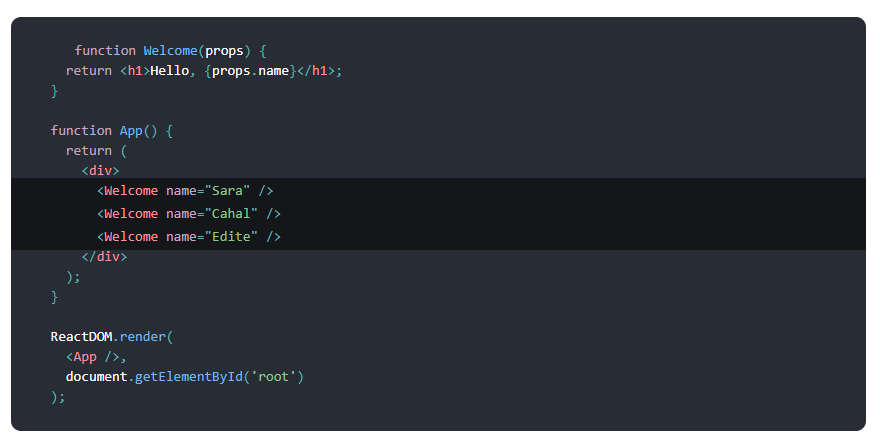 function Welcome(props) {
return <h1>Hello, {props.name}</h1>;
}
function App() {
return (
<div>
<Welcome name="Sara" />
<Welcome name="Cahal" />
<Welcome name="Edite" />
</div>
);
}
ReactDOM.render(
<App />,
document.getElementById('root')
);